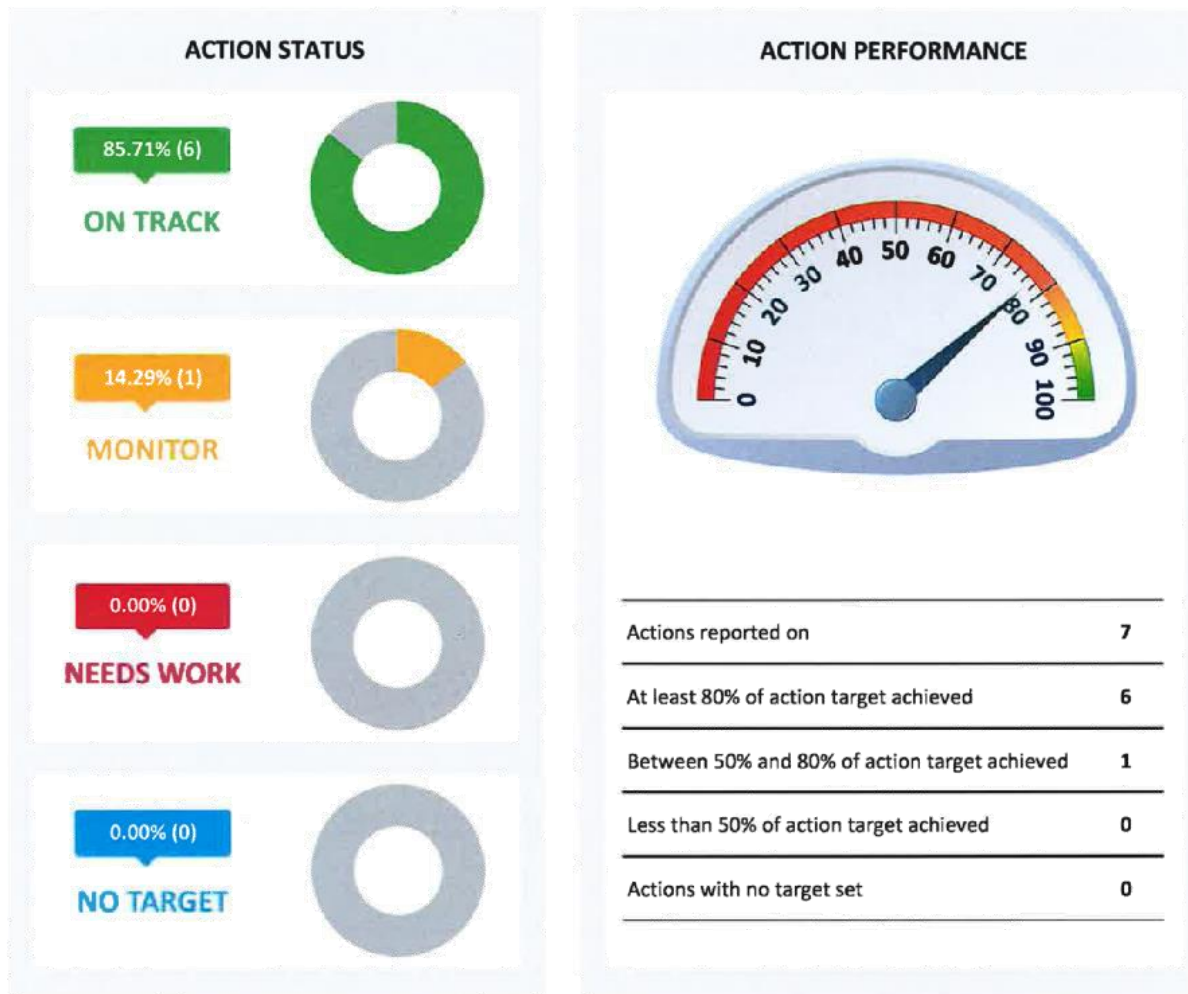 ACTION STATUS
85.71% (6)
ON TRACK
14.29% (1)
MONITOR
0.00% (0)
NEEDS WORK
0.00% (0)
NO TARGET
ACTION PERFORMANCE
0 10 20 30 40 50 60 70 80 90 100
Actions reported on 7
At least 80% of action target achieved 6
Between 50% and 80% of action target achieved 1
Less than 50% of action target achieved 0
Actions with no target set 0